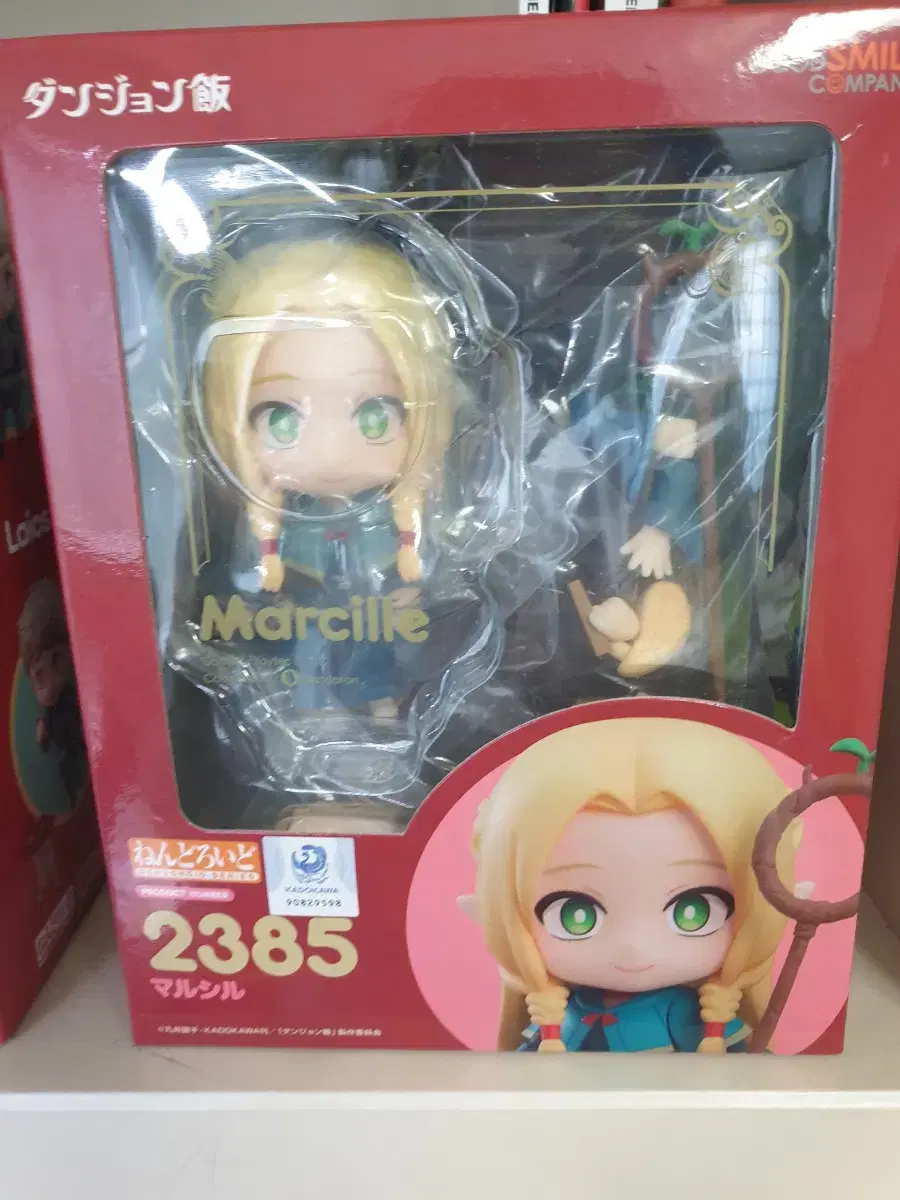 ダンジョン飯
SMIL
COMPAN
Laios
Marcille
ねんどろいど
NENDOROID SERIES
PRODUCT NUMBER
KADOKAWA
90829598
2385
マルシル
©九井諒子・KADOKAWA刊／「ダンジョン飯」製作委員会